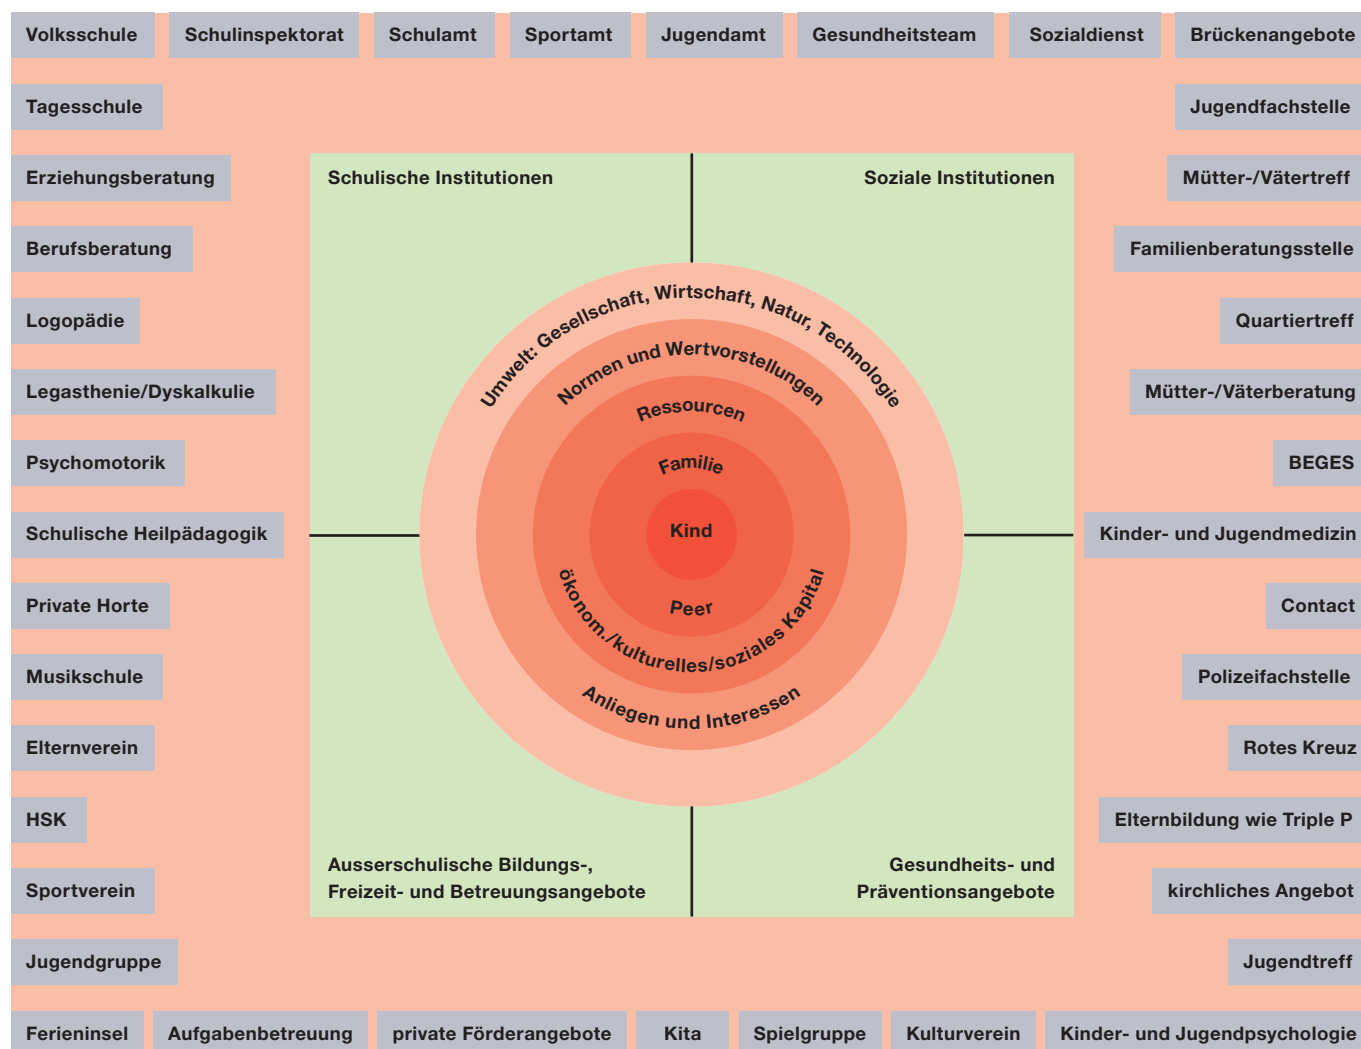 Volksschule
Schulinspektorat
Schulamt
Sportamt
Jugendamt
Gesundheitsteam
Sozialdienst
Brückenangebote
Tagesschule
Jugendfachstelle
Erziehungsberatung
Schulische Institutionen
Soziale Institutionen
Mütter-/Vätertreff
Berufsberatung
Familienberatungsstelle
Umwelt: Gesellschaft, Wirtschaft, Natur, Technologie
Logopädie
Quartiertreff
Normen und Wertvorstellungen
Legasthenie/Dyskalkulie
Mütter-/Väterberatung
Ressourcen
Psychomotorik
Familie
BEGES
Schulische Heilpädagogik
Kind
Kinder- und Jugendmedizin
Private Horte
Peer
Contact
ökonom./kulturelles/soziales Kapital
Musikschule
Polizeifachstelle
Anliegen und Interessen
Elternverein
Rotes Kreuz
HSK
Elternbildung wie Triple P
Ausserschulische Bildungs-,
Freizeit- und Betreuungsangebote
Gesundheits- und
Präventionsangebote
Sportverein
kirchliches Angebot
Jugendgruppe
Jugendtreff
Ferieninsel
Aufgabenbetreuung
private Förderangebote
Kita
Spielgruppe
Kulturverein
Kinder- und Jugendpsychologie